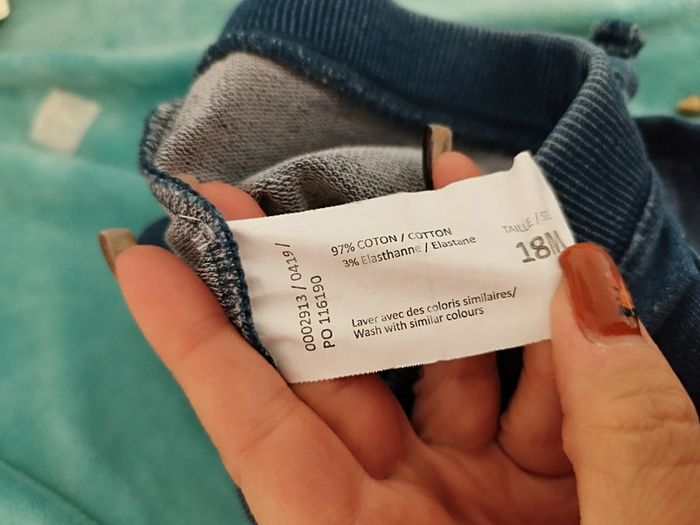 0002913 / 0419 /
PO 116190
97% COTON / COTTON
3% Elasthanne / Elastane
Laver avec des coloris similaires/
Wash with similar colours
TAILLE /
18M